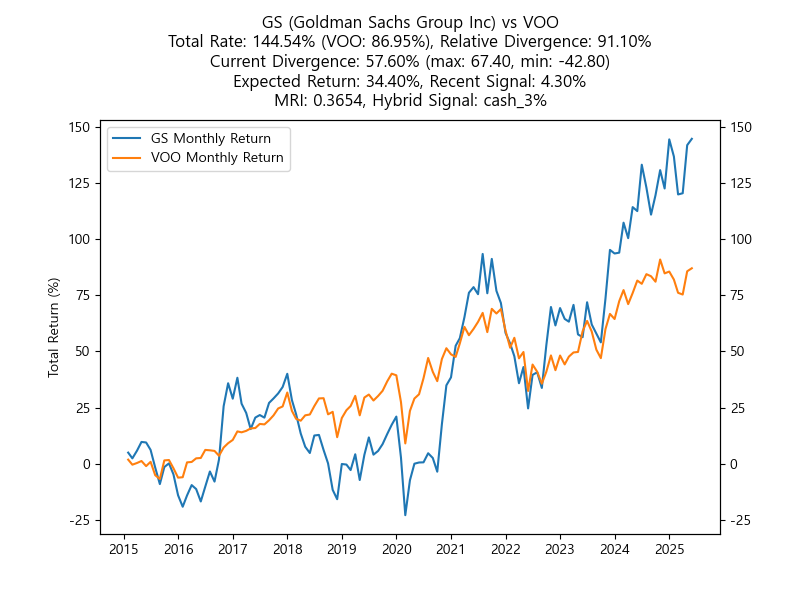 GS (Goldman Sachs Group Inc) vs VOO
Total Rate: 144.54% (VOO: 86.95%), Relative Divergence: 91.10%
Current Divergence: 57.60% (max: 67.40, min: -42.80)
Expected Return: 34.40%, Recent Signal: 4.30%
MRI: 0.3654, Hybrid Signal: cash_3%
GS Monthly Return
VOO Monthly Return
Total Return (%)
150
125
100
75
50
25
0
-25
150
125
100
75
50
25
0
-25
2015 2016 2017 2018 2019 2020 2021 2022 2023 2024 2025